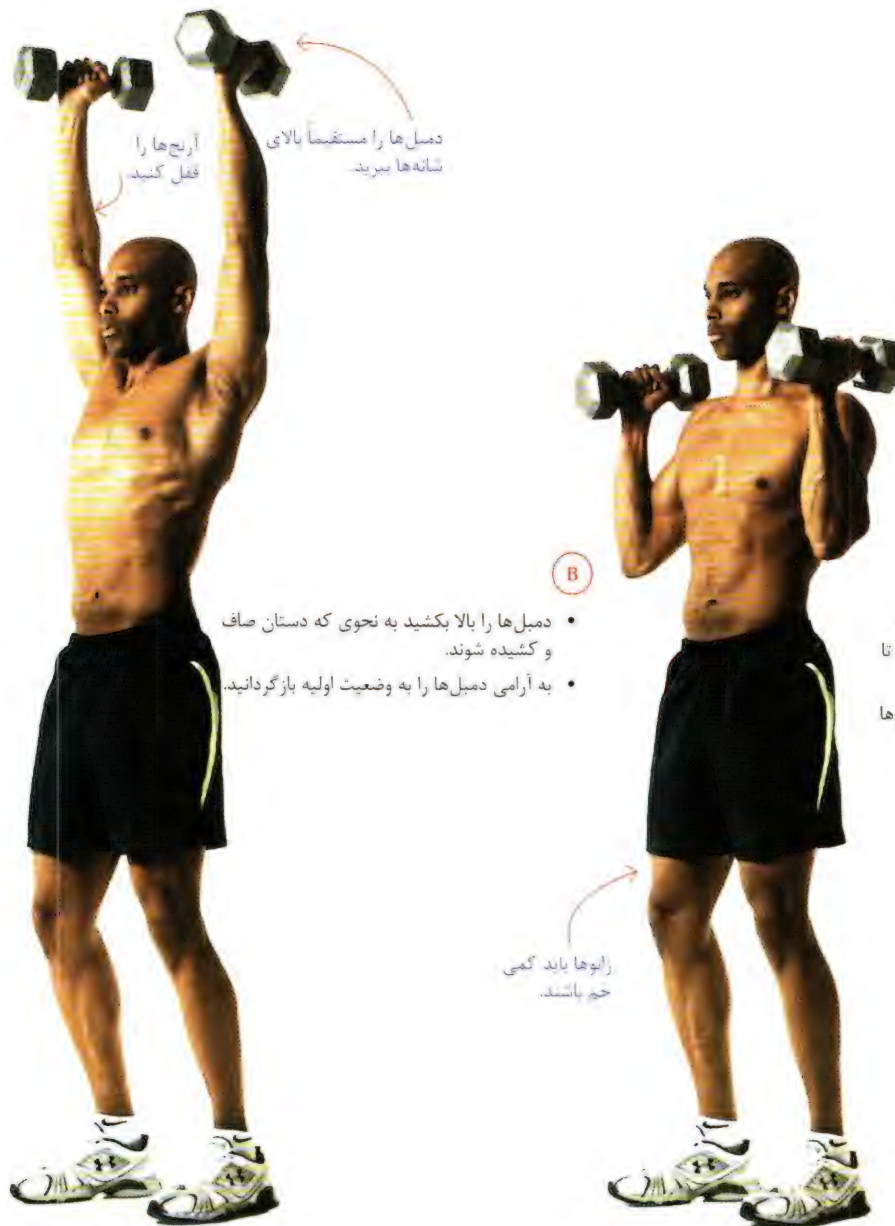 دمبل‌ها را مستقیماً بالای
شانه‌ها ببرید.
آرنج‌ها را
قفل کنید.
B
• دمبل‌ها را بالا بکشید به نحوی که دستان صاف
و کشیده شوند.
• به آرامی دمبل‌ها را به وضعیت اولیه بازگردانید.
تا
ها
زانوها باید کمی
خم باشند.